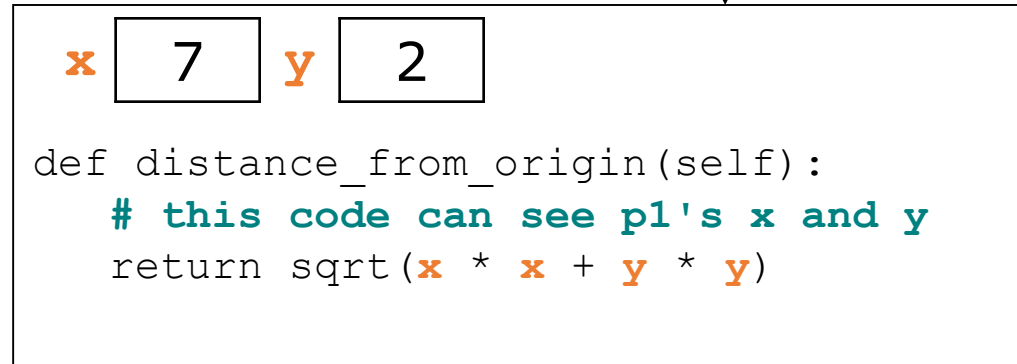 x 7 y 2
def distance_from_origin(self):
# this code can see p1's x and y
return sqrt(x * x + y * y)